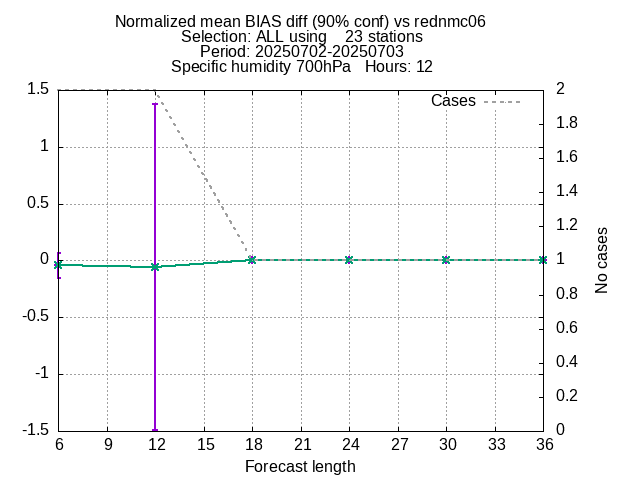 Normalized mean BIAS diff (90% conf) vs rednmc06
Selection: ALL using    23 stations
Period: 20250702-20250703
Specific humidity 700hPa   Hours: 12
Cases
1.5
1
0.5
0
-0.5
-1
-1.5
2
1.8
1.6
1.4
1.2
1
0.8
0.6
0.4
0.2
0
No cases
6 9 12 15 18 21 24 27 30 33 36
Forecast length